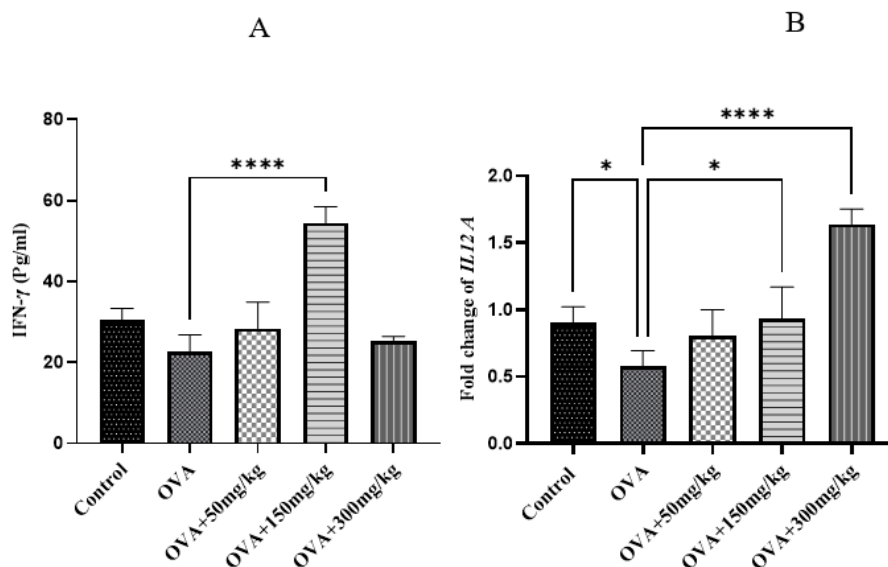 A
80
60
40
20
0
IFN-γ (Pg/ml)
****
Control
OVA
OVA+50mg/kg
OVA+150mg/kg
OVA+300mg/kg
B
2.0
1.5
1.0
0.5
0.0
Fold change of IL12 A
****
*
*
Control
OVA
OVA+50mg/kg
OVA+150mg/kg
OVA+300mg/kg